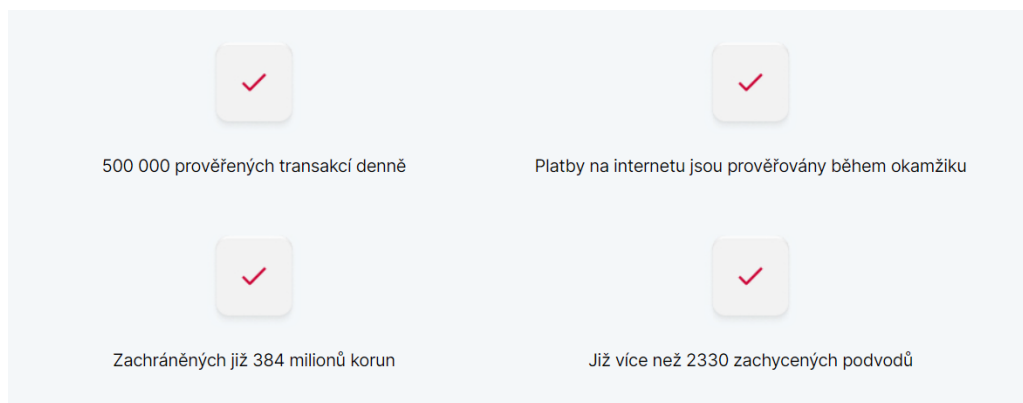 500 000 prověřených transakcí denně
Platby na internetu jsou prověřovány během okamžiku
Zachráněných již 384 milionů korun
Již více než 2330 zachycených podvodů